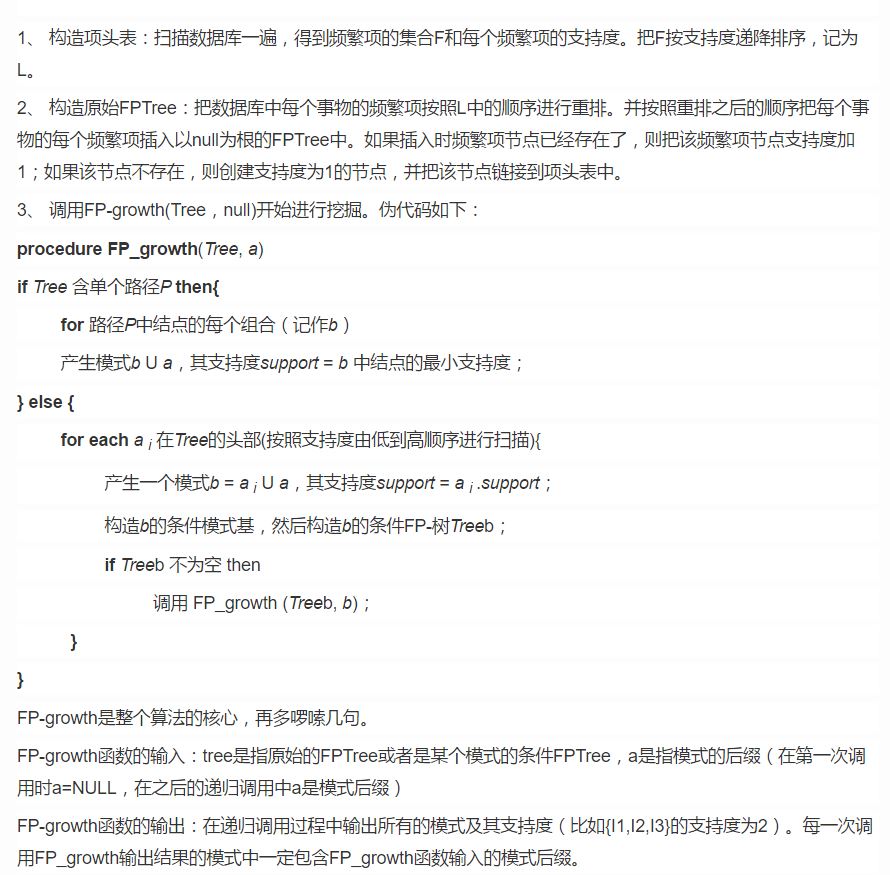 1、 构造项头表：扫描数据库一遍，得到频繁项的集合F和每个频繁项的支持度。把F按支持度递降排序，记为
L。
2、 构造原始FPTree：把数据库中每个事物的频繁项按照L中的顺序进行重排。并按照重排之后的顺序把每个事
物的每个频繁项插入以null为根的FPTree中。如果插入时频繁项节点已经存在了，则把该频繁项节点支持度加
1；如果该节点不存在，则创建支持度为1的节点，并把该节点链接到项头表中。
3、 调用FP-growth(Tree，null)开始进行挖掘。伪代码如下：
procedure FP_growth(Tree, a)
if Tree 含单个路径P then{
for 路径P中结点的每个组合（记作b）
产生模式b U a，其支持度support = b 中结点的最小支持度；
} else {
for each a i 在Tree的头部(按照支持度由低到高顺序进行扫描){
产生一个模式b = a i U a，其支持度support = a i .support；
构造b的条件模式基，然后构造b的条件FP-树Treeb；
if Treeb 不为空 then
调用 FP_growth (Treeb, b)；
}
}
FP-growth是整个算法的核心，再多啰嗦几句。
FP-growth函数的输入：tree是指原始的FPTree或者是某个模式的条件FPTree，a是指模式的后缀（在第一次调
用时a=NULL，在之后的递归调用中a是模式后缀）
FP-growth函数的输出：在递归调用过程中输出所有的模式及其支持度（比如{I1,I2,I3}的支持度为2）。每一次调
用FP_growth输出结果的模式中一定包含FP_growth函数输入的模式后缀。